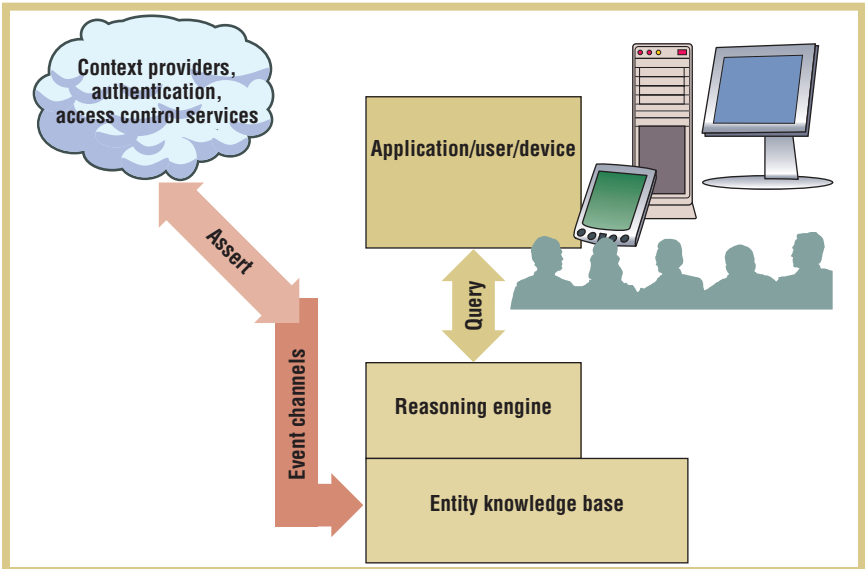 Context providers,
authentication,
access control services
Application/user/device
Assert
Query
Event channels
Reasoning engine
Entity knowledge base